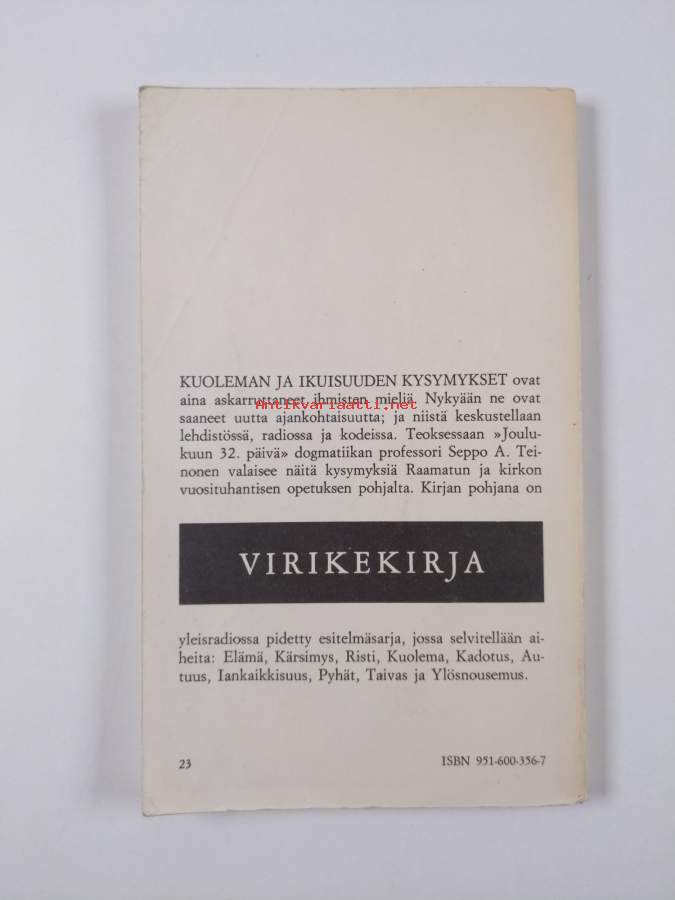 KUOLEMAN JA IKUISUUDEN KYSYMYKSET ovat
aina askarruttaneet ihmisten mieliä. Nykyään ne ovat
Antikvariaatti.net
saaneet uutta ajankohtaisuutta; ja niistä keskustellaan
lehdistössä, radiossa ja kodeissa. Teoksessaan »Joulu-
kuun 32. päivä» dogmatiikan professori Seppo A. Tei-
nonen valaisee näitä kysymyksiä Raamatun ja kirkon
vuosituhantisen opetuksen pohjalta. Kirjan pohjana on
VIRIKEKIRJA
yleisradiossa pidetty esitelmäsarja, jossa selvitellään ai-
heita: Elämä, Kärsimys, Risti, Kuolema, Kadotus, Au-
tuus, Iankaikkisuus, Pyhät, Taivas ja Ylösnousemus.
23 ISBN 951-600-356-7